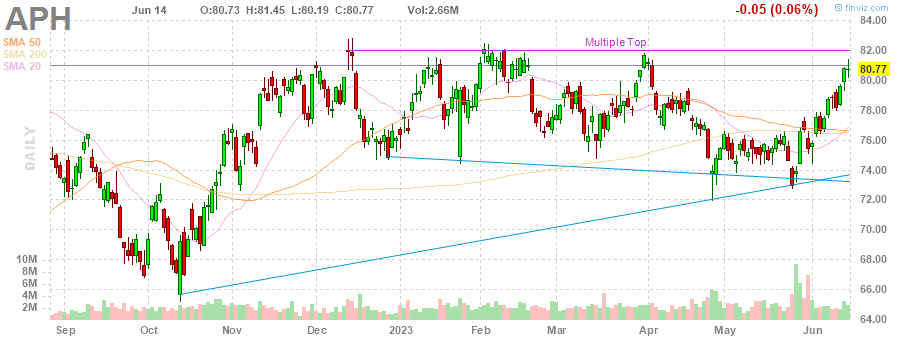 © finviz.com
APH
Jun 14 O:80.73 H:81.45 L:80.19 C:80.77 Vol:2.66M -0.05 (0.06%)
SMA 50
SMA 200
SMA 20
DAILY
Multiple Top
84.00
82.00
80.77
80.00
78.00
76.00
74.00
72.00
70.00
68.00
66.00
64.00
10M
8M
6M
4M
2M
Sep Oct Nov Dec 2023 Feb Mar Apr May Jun